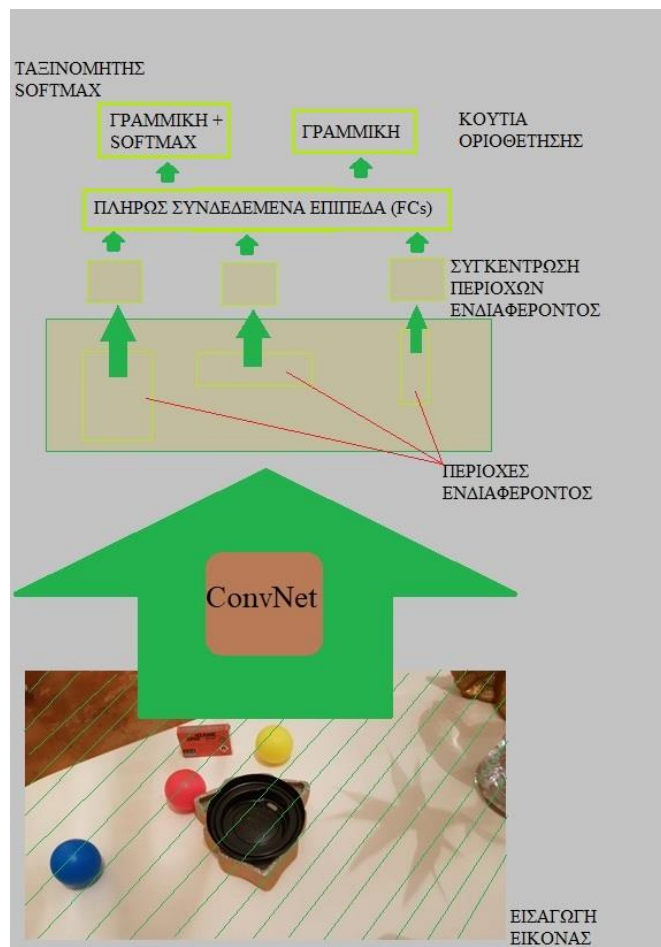 ΤΑΞΙΝΟΜΗΤΗΣ
SOFTMAX
ΓΡΑΜΜΙΚΗ +
SOFTMAX
ΓΡΑΜΜΙΚΗ
ΚΟΥΤΙΑ
ΟΡΙΟΘΕΤΗΣΗΣ
ΠΛΗΡΩΣ ΣΥΝΔΕΔΕΜΕΝΑ ΕΠΙΠΕΔΑ (FCs)
ΣΥΓΚΕΝΤΡΩΣΗ
ΠΕΡΙΟΧΩΝ
ΕΝΔΙΑΦΕΡΟΝΤΟΣ
ΠΕΡΙΟΧΕΣ
ΕΝΔΙΑΦΕΡΟΝΤΟΣ
ConvNet
ΕΙΣΑΓΩΓΗ
ΕΙΚΟΝΑΣ